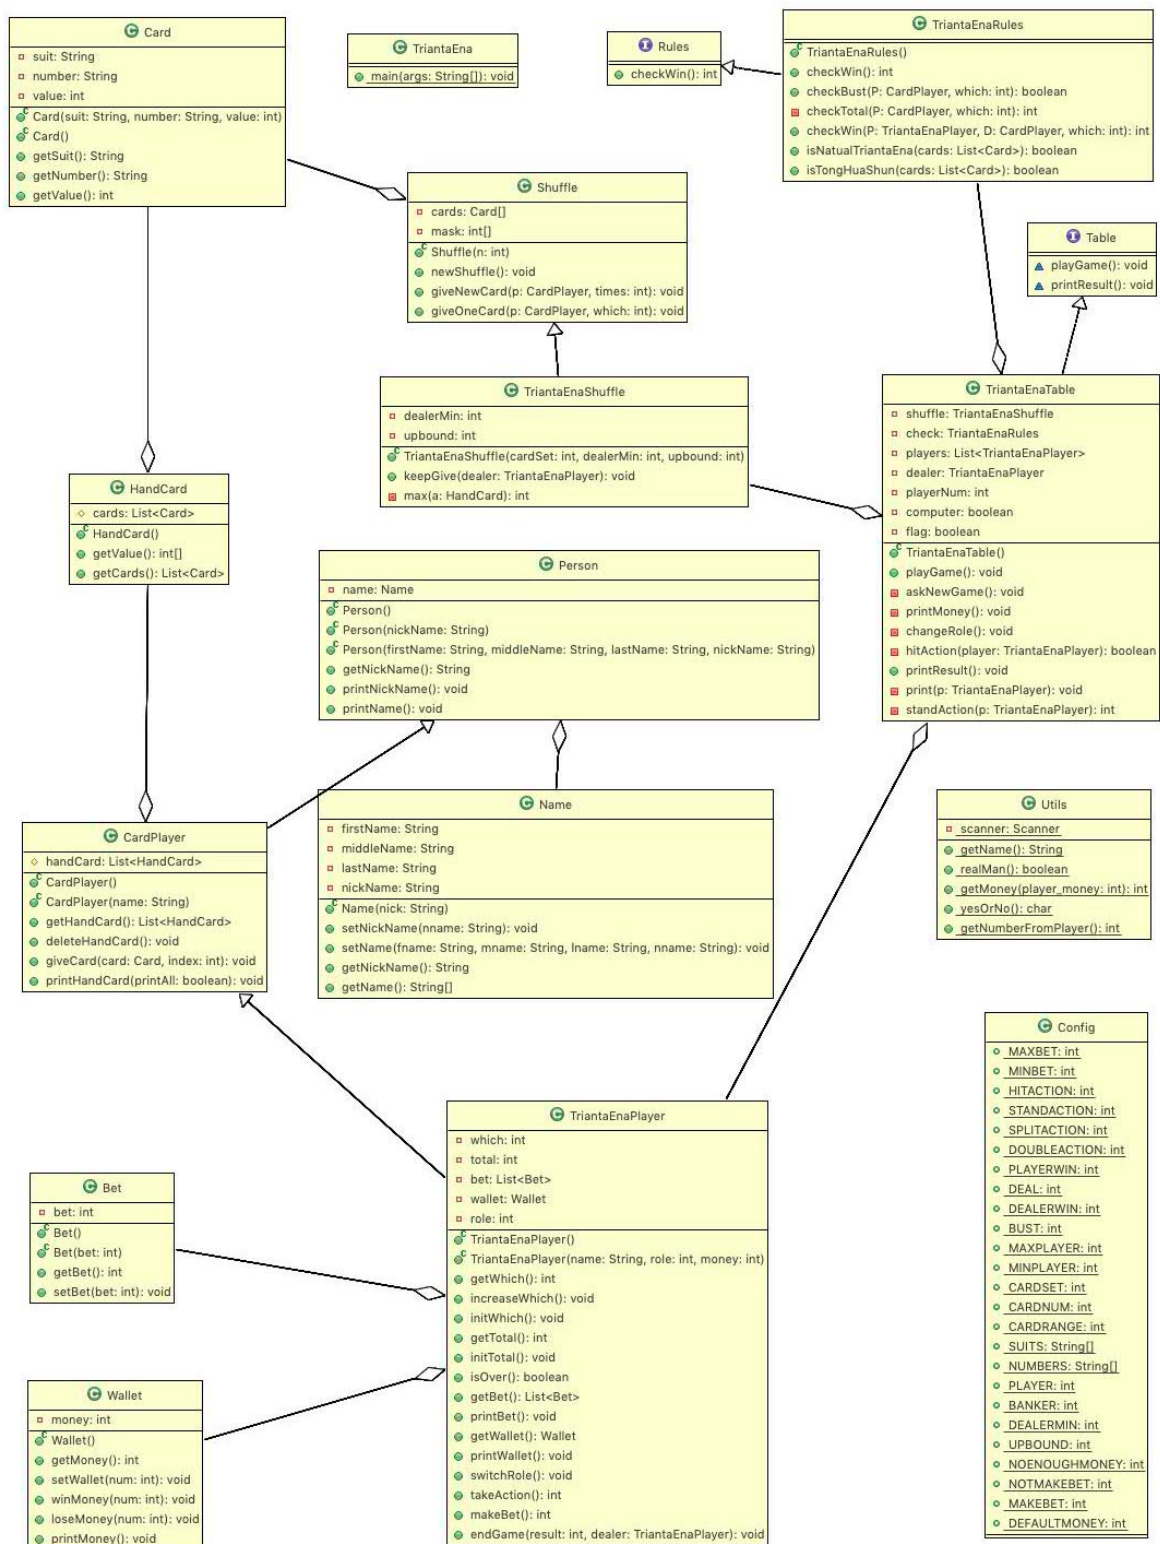 Card
suit: String
number: String
value: int
Card(suit: String, number: String, value: int)
Card()
getSuit(): String
getNumber(): String
getValue(): int
TriantaEna
main(args: String[]): void
Rules
checkWin(): int
TriantaEnaRules
TriantaEnaRules()
checkWin(): int
checkBust(P: CardPlayer, which: int): boolean
checkTotal(P: CardPlayer, which: int): int
checkWin(P: TriantaEnaPlayer, D: CardPlayer, which: int): int
isNatualTriantaEna(cards: List<Card>): boolean
isTongHuaShun(cards: List<Card>): boolean
Shuffle
cards: Card[]
mask: int[]
Shuffle(n: int)
newShuffle(): void
giveNewCard(p: CardPlayer, times: int): void
giveOneCard(p: CardPlayer, which: int): void
Table
playGame(): void
printResult(): void
TriantaEnaShuffle
dealerMin: int
upbound: int
TriantaEnaShuffle(cardSet: int, dealerMin: int, upbound: int)
keepGive(dealer: TriantaEnaPlayer): void
max(a: HandCard): int
TriantaEnaTable
shuffle: TriantaEnaShuffle
check: TriantaEnaRules
players: List<TriantaEnaPlayer>
dealer: TriantaEnaPlayer
playerNum: int
computer: boolean
flag: boolean
TriantaEnaTable()
playGame(): void
askNewGame(): void
printMoney(): void
changeRole(): void
hitAction(player: TriantaEnaPlayer): boolean
printResult(): void
print(p: TriantaEnaPlayer): void
standAction(p: TriantaEnaPlayer): int
HandCard
cards: List<Card>
HandCard()
getValue(): int[]
getCards(): List<Card>
Person
name: Name
Person()
Person(nickName: String)
Person(firstName: String, middleName: String, lastName: String, nickName: String)
getNickName(): String
printNickName(): void
printName(): void
Name
firstName: String
middleName: String
lastName: String
nickName: String
Name(nick: String)
setNickName(nname: String): void
setName(fname: String, mname: String, lname: String, nname: String): void
getNickName(): String
getName(): String[]
CardPlayer
handCard: List<HandCard>
CardPlayer()
CardPlayer(name: String)
getHandCard(): List<HandCard>
deleteHandCard(): void
giveCard(card: Card, index: int): void
printHandCard(printAll: boolean): void
Utils
scanner: Scanner
getName(): String
realMan(): boolean
getMoney(player_money: int): int
yesOrNo(): char
getNumberFromPlayer(): int
Config
MAXBET: int
MINBET: int
HITACTION: int
STANDACTION: int
SPLITACTION: int
DOUBLEACTION: int
PLAYERWIN: int
DEAL: int
DEALERWIN: int
BUST: int
MAXPLAYER: int
MINPLAYER: int
CARDSET: int
CARDNUM: int
CARDRANGE: int
SUITS: String[]
NUMBERS: String[]
PLAYER: int
BANKER: int
DEALERMIN: int
UPBOUND: int
NOENOUGHMONEY: int
NOTMAKEBET: int
MAKEBET: int
DEFAULTMONEY: int
TriantaEnaPlayer
which: int
total: int
bet: List<Bet>
wallet: Wallet
role: int
TriantaEnaPlayer()
TriantaEnaPlayer(name: String, role: int, money: int)
getWhich(): int
increaseWhich(): void
initWhich(): void
getTotal(): int
initTotal(): void
isOver(): boolean
getBet(): List<Bet>
printBet(): void
getWallet(): Wallet
printWallet(): void
switchRole(): void
takeAction(): int
makeBet(): int
endGame(result: int, dealer: TriantaEnaPlayer): void
Bet
bet: int
Bet()
Bet(bet: int)
getBet(): int
setBet(bet: int): void
Wallet
money: int
Wallet()
getMoney(): int
setWallet(num: int): void
winMoney(num: int): void
loseMoney(num: int): void
printMoney(): void